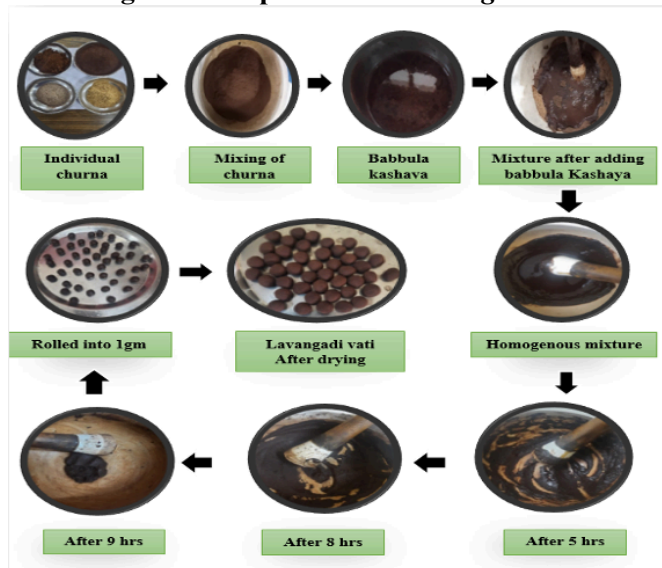 Individual
churna
Mixing of
churna
Babbula
kashava
Mixture after adding
babbula Kashaya
Rolled into 1gm
Lavangadi vati
After drying
Homogenous mixture
After 9 hrs
After 8 hrs
After 5 hrs